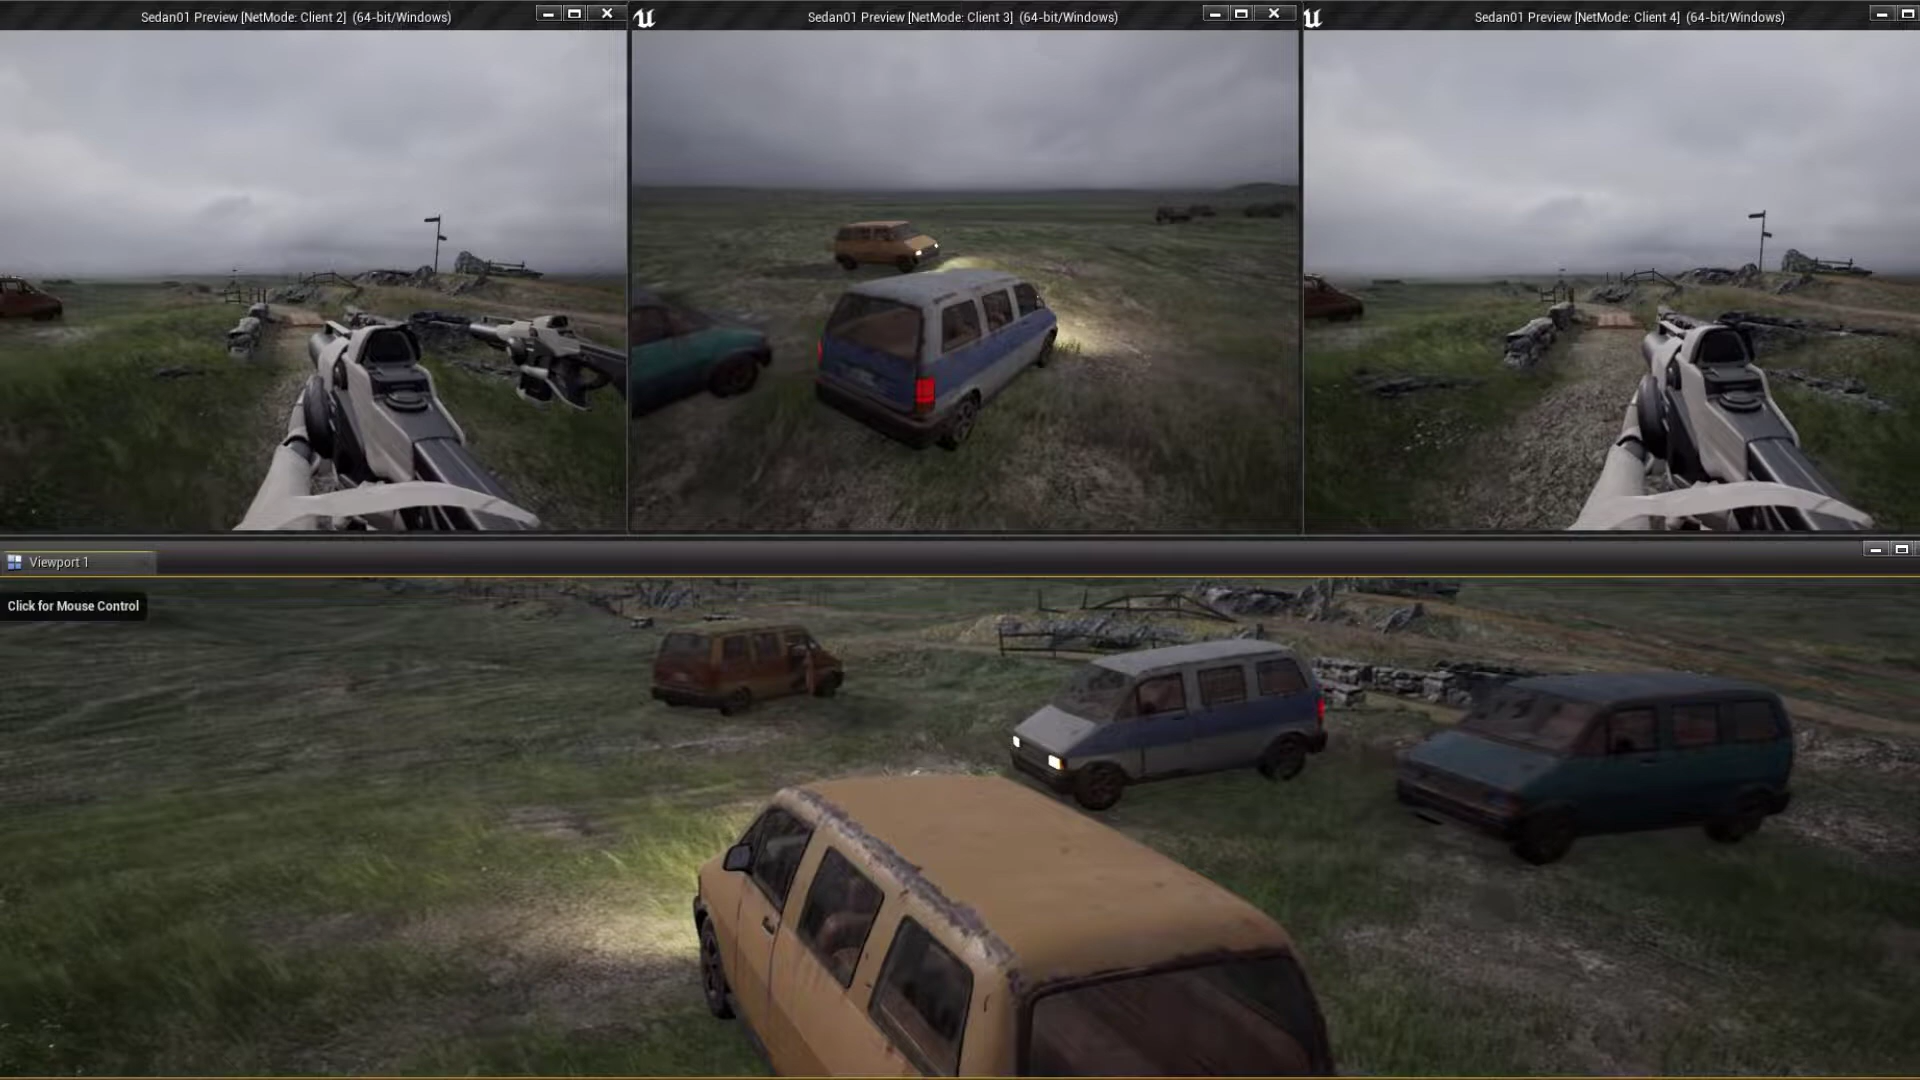 Sedan01 Preview [NetMode: Client 2] (64-bit/Windows)
Sedan01 Preview [NetMode: Client 3] (64-bit/Windows)
Sedan01 Preview [NetMode: Client 4] (64-bit/Windows)
Viewport 1
Click for Mouse Control